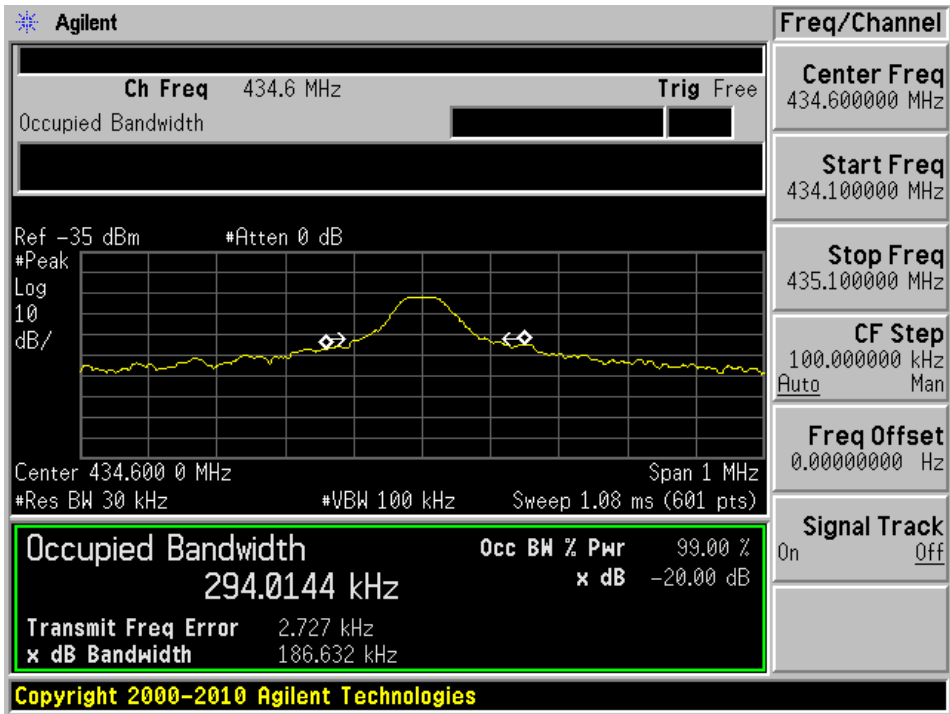 Agilent
Freq/Channel
Ch Freq 434.6 MHz Trig Free
Occupied Bandwidth
Center Freq
434.600000 MHz
Start Freq
434.100000 MHz
Stop Freq
435.100000 MHz
CF Step
100.000000 kHz
Auto Man
Freq Offset
0.00000000 Hz
Signal Track
On Off
Ref -35 dBm #Atten 0 dB
#Peak
Log
10
dB/
Center 434.600 0 MHz Span 1 MHz
#Res BW 30 kHz #VBW 100 kHz Sweep 1.08 ms (601 pts)
Occupied Bandwidth Occ BW % Pwr 99.00 %
294.0144 kHz x dB -20.00 dB
Transmit Freq Error 2.727 kHz
x dB Bandwidth 186.632 kHz
Copyright 2000-2010 Agilent Technologies